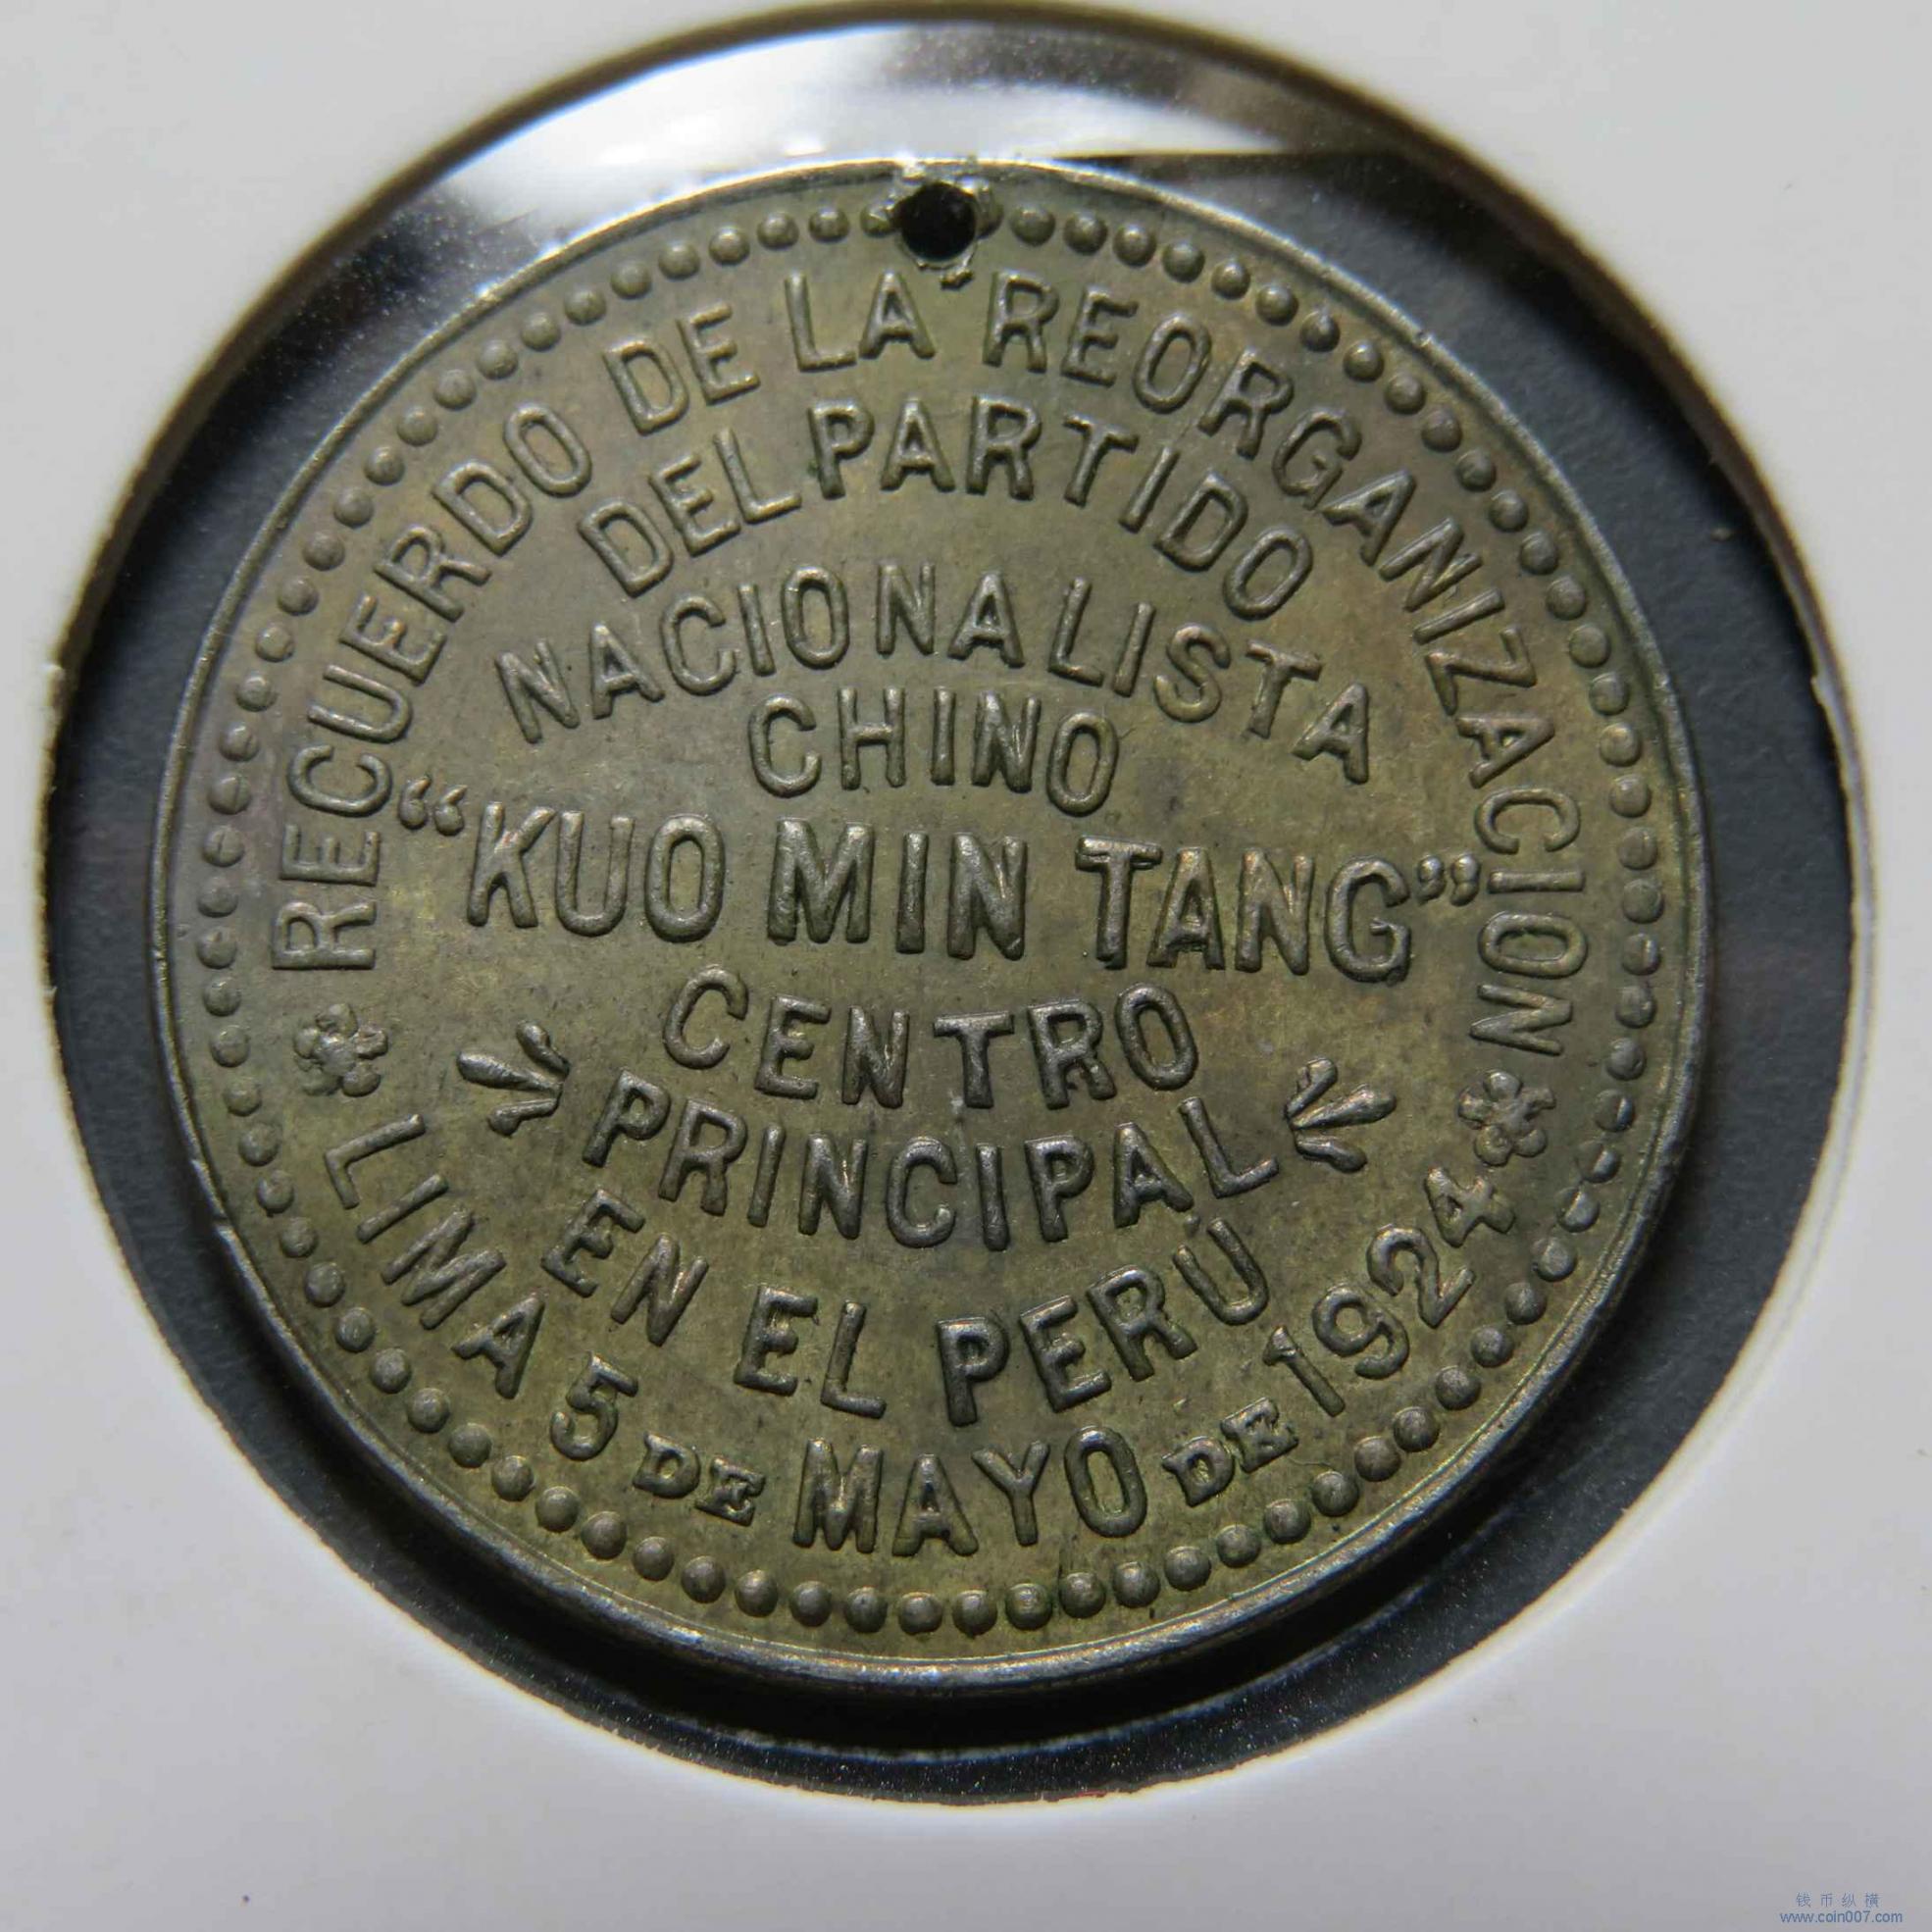 RECUERDO DE LA REORGANIZACION
DEL PARTIDO
NACIONALISTA
CHINO
“KUO MIN TANG”
CENTRO
PRINCIPAL
EN EL PERÚ
LIMA 5 DE MAYO DE 1924
钱币纵横
www.coin007.com